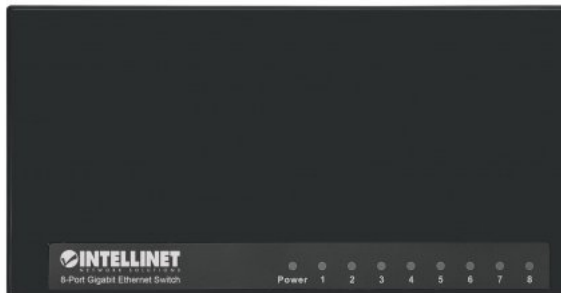 INTELLINET
NETWORK SOLUTIONS
8-Port Gigabit Ethernet Switch
Power 1 2 3 4 5 6 7 8